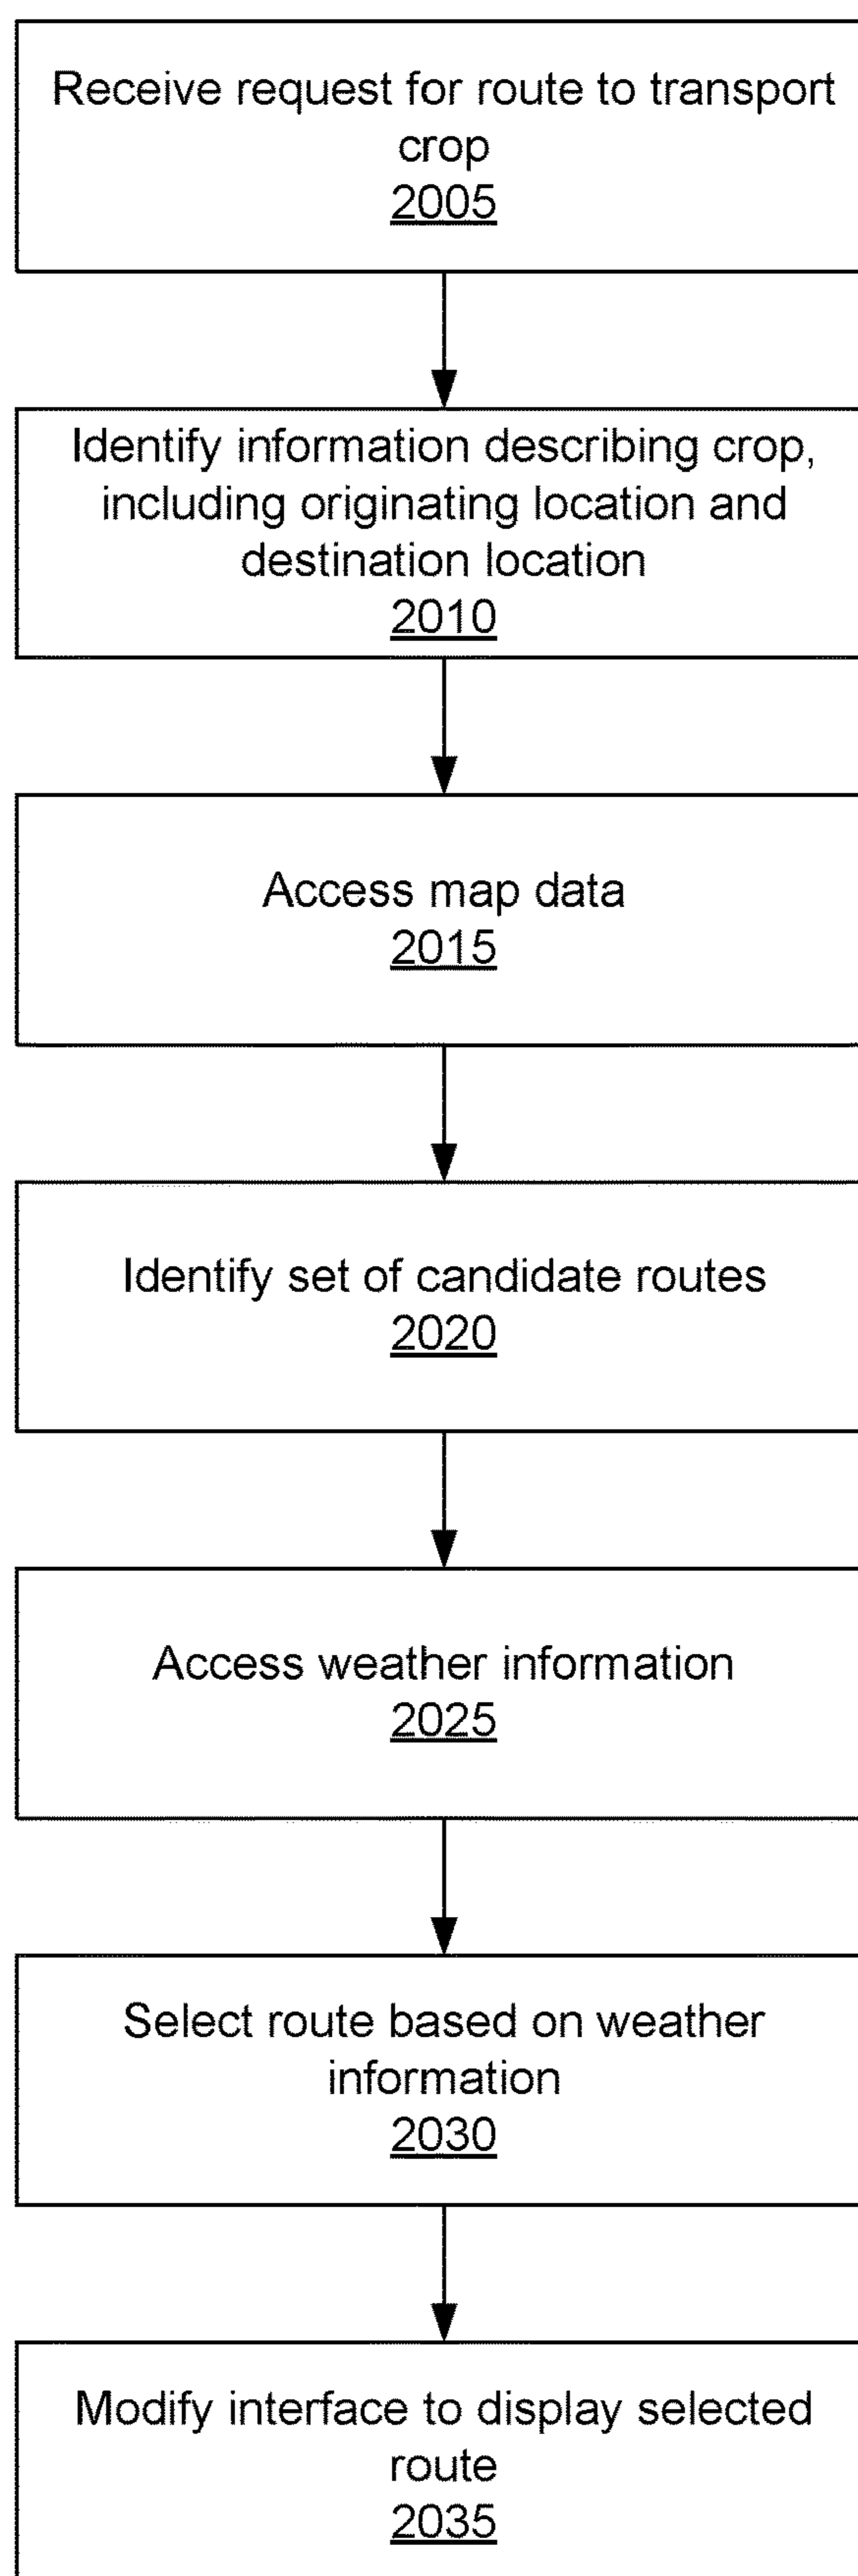 Receive request for route to transport
crop
2005
Identify information describing crop,
including originating location and
destination location
2010
Access map data
2015
Identify set of candidate routes
2020
Access weather information
2025
Select route based on weather
information
2030
Modify interface to display selected
route
2035